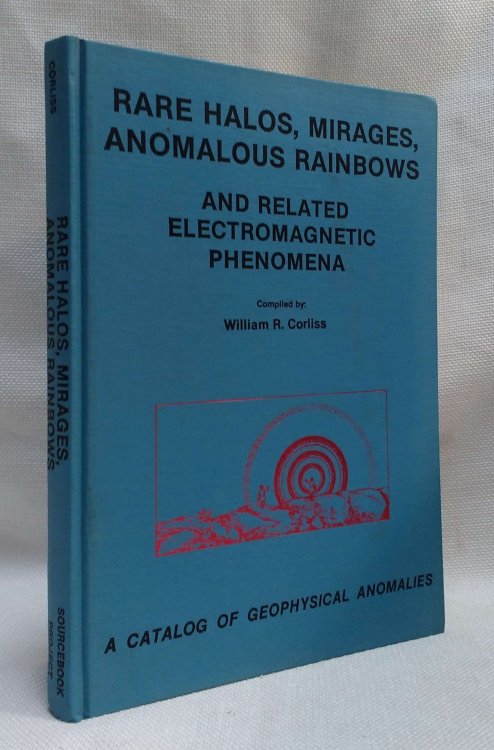 RARE HALOS, MIRAGES,
ANOMALOUS RAINBOWS
AND RELATED
ELECTROMAGNETIC
PHENOMENA
Compiled by:
William R. Corliss
A CATALOG OF GEOPHYSICAL ANOMALIES
CORLISS
RARE HALOS, MIRAGES,
ANOMALOUS RAINBOWS
SOURCEBOOK
PROJECT